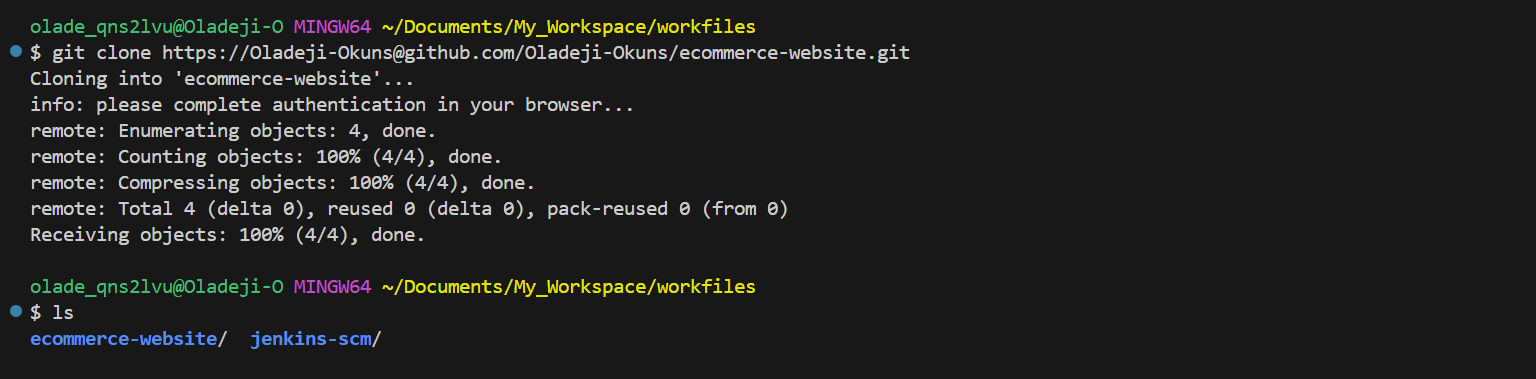 olade_qns2lvu@Oladeji-O MINGW64 ~/Documents/My_Workspace/workfiles
$ git clone https://Oladeji-Okuns@github.com/Oladeji-Okuns/ecommerce-website.git
Cloning into 'ecommerce-website'...
info: please complete authentication in your browser...
remote: Enumerating objects: 4, done.
remote: Counting objects: 100% (4/4), done.
remote: Compressing objects: 100% (4/4), done.
remote: Total 4 (delta 0), reused 0 (delta 0), pack-reused 0 (from 0)
Receiving objects: 100% (4/4), done.
olade_qns2lvu@Oladeji-O MINGW64 ~/Documents/My_Workspace/workfiles
$ ls
ecommerce-website/  jenkins-scm/